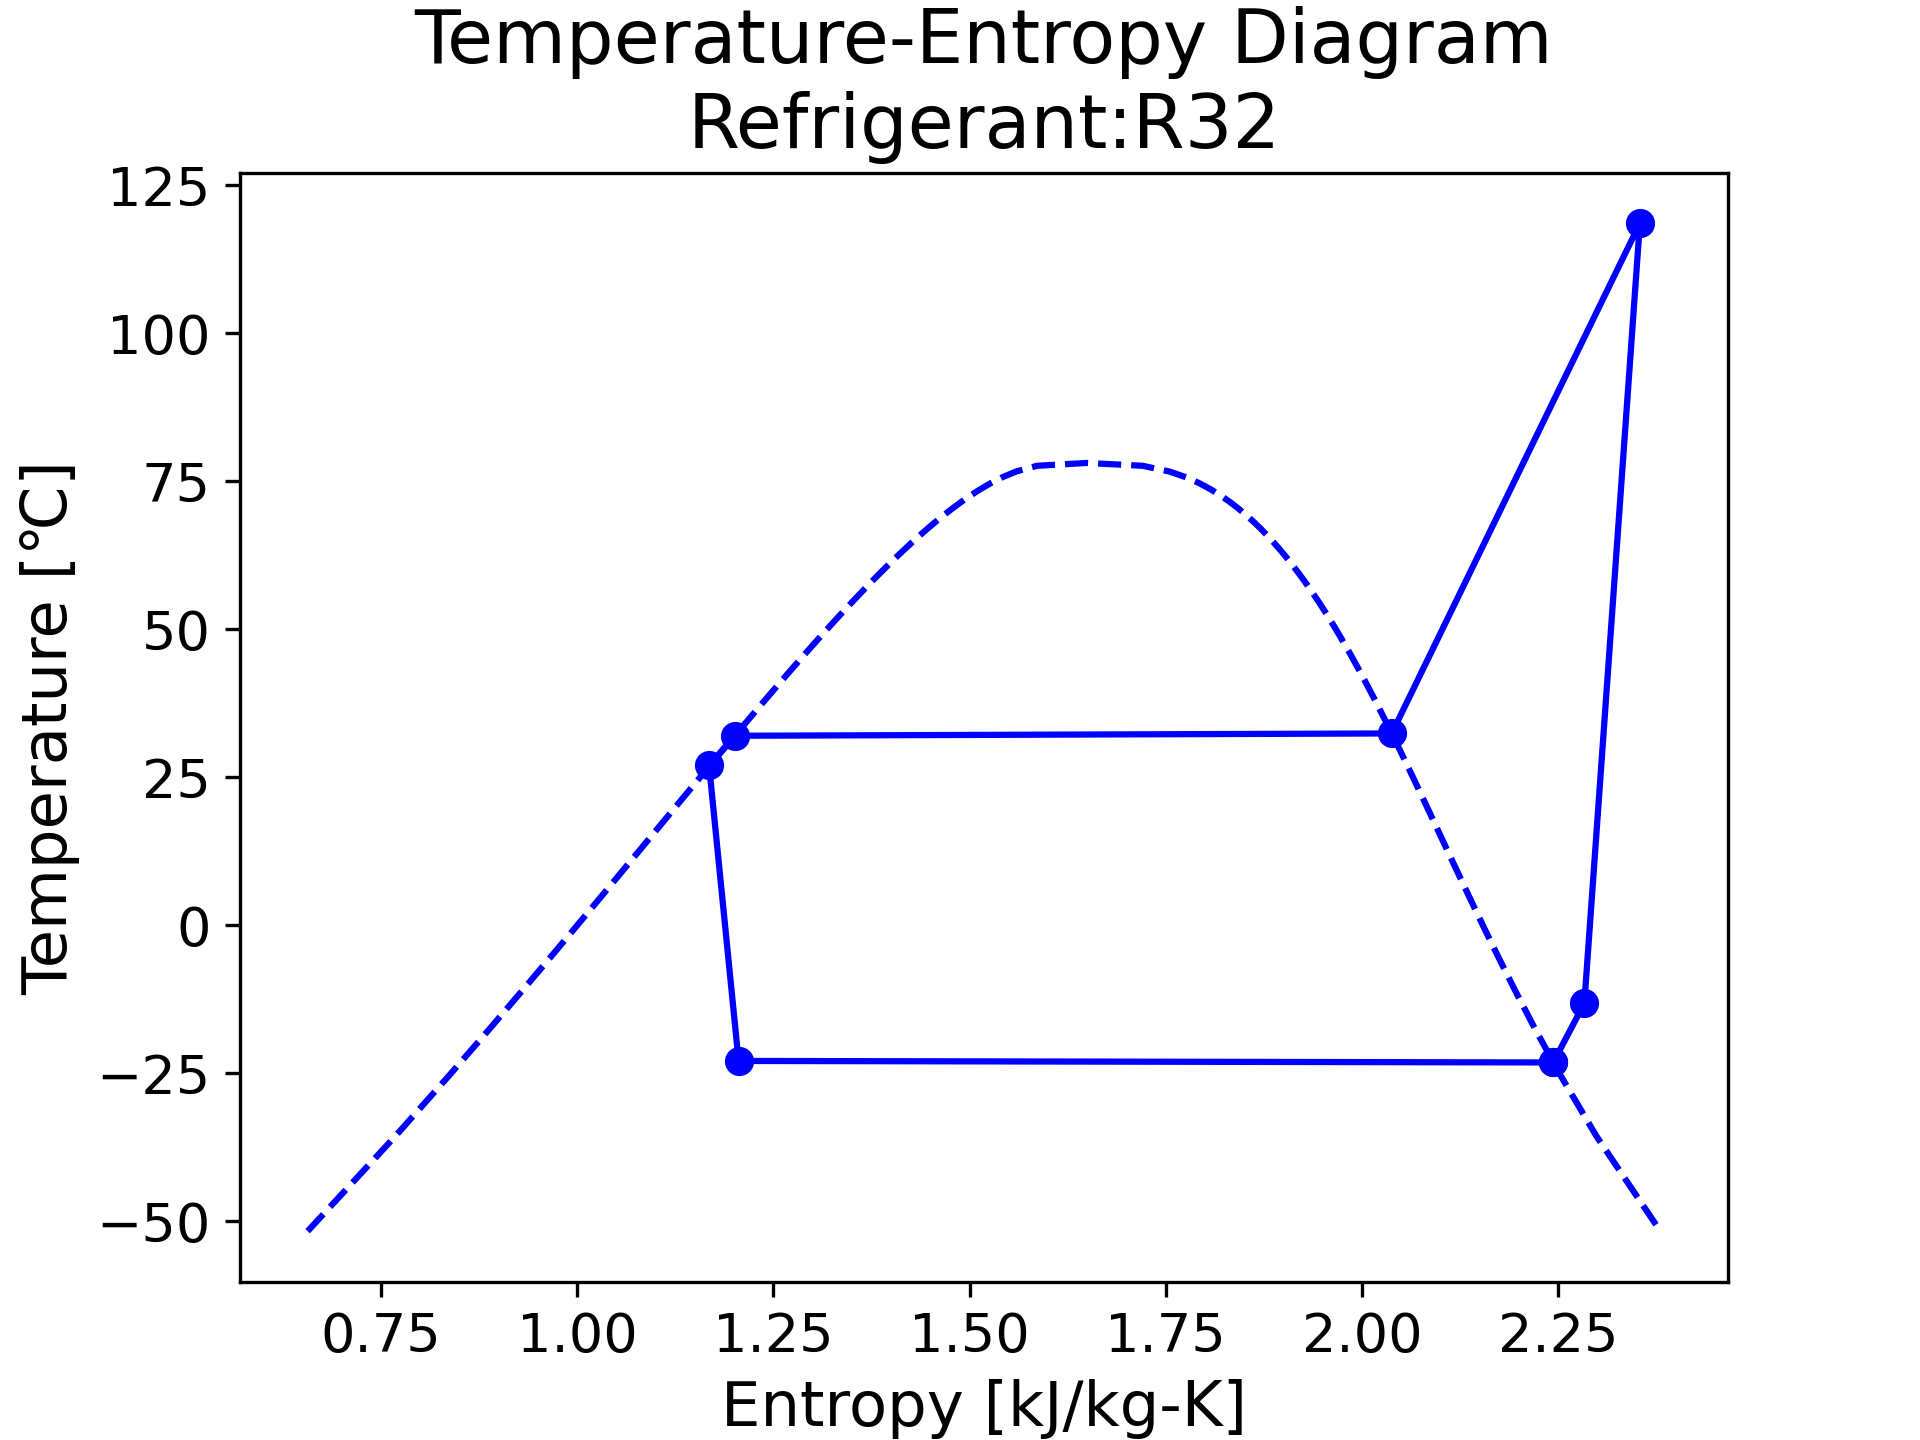 Temperature-Entropy Diagram
Refrigerant:R32
125
100
75
50
25
0
−25
−50
Temperature [°C]
0.75 1.00 1.25 1.50 1.75 2.00 2.25
Entropy [kJ/kg-K]